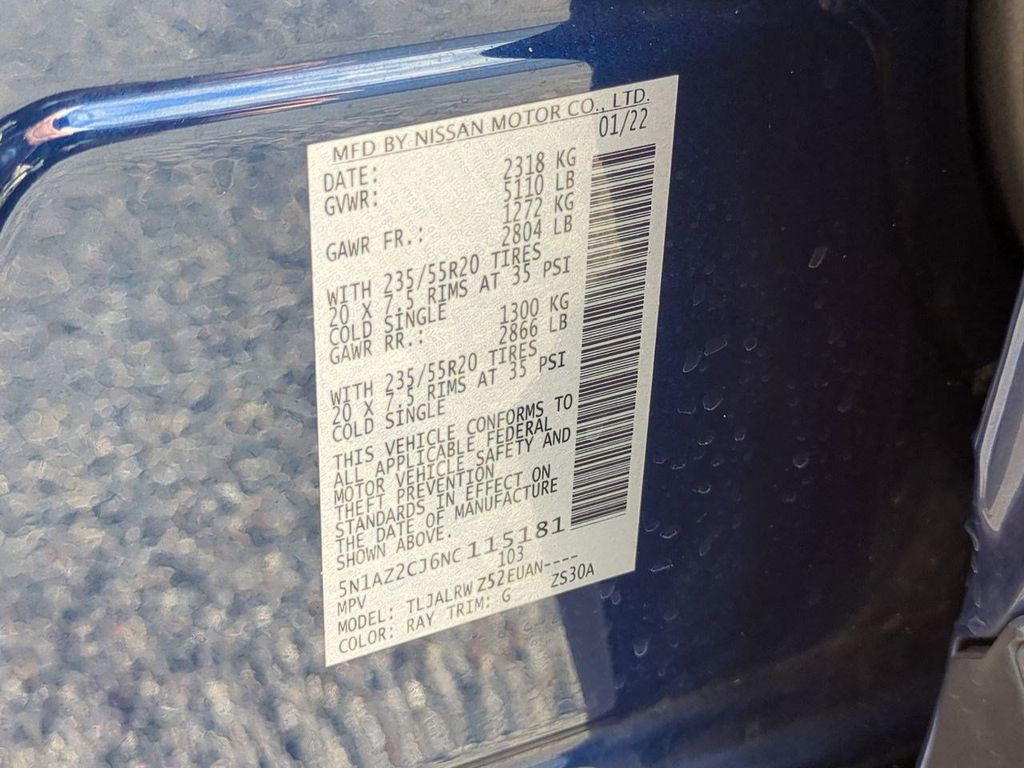 MFD BY NISSAN MOTOR CO., LTD.
DATE: 01/22
GVWR: 2318 KG
5110 LB
GAWR FR.: 1272 KG
2804 LB
WITH 235/55R20 TIRES
20 X 7.5 RIMS AT 35 PSI
COLD SINGLE
GAWR RR.: 1300 KG
2866 LB
WITH 235/55R20 TIRES
20 X 7.5 RIMS AT 35 PSI
COLD SINGLE
THIS VEHICLE CONFORMS TO
ALL APPLICABLE FEDERAL
MOTOR VEHICLE SAFETY AND
THEFT PREVENTION
STANDARDS IN EFFECT ON
THE DATE OF MANUFACTURE
SHOWN ABOVE.
5N1AZ2CJ6NC115181
MPV 103
MODEL: TLJALRWZ52EUAN----
COLOR: RAY TRIM: G ZS30A